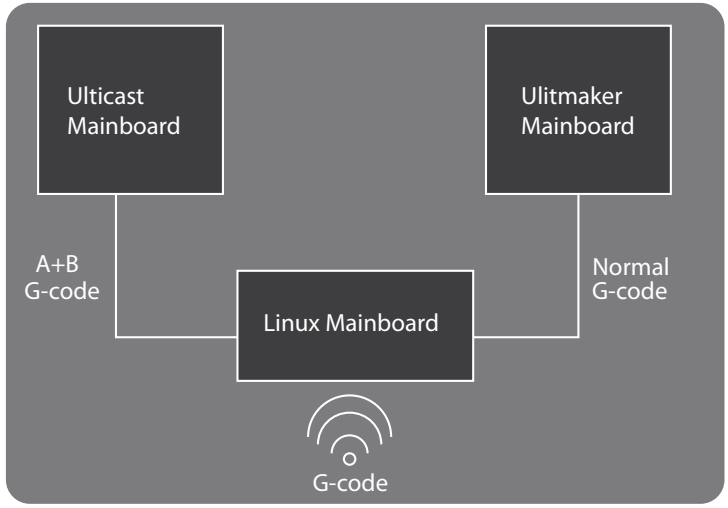 Ulticast
Mainboard
Ulitmaker
Mainboard
A+B
G-code
Normal
G-code
Linux Mainboard
G-code